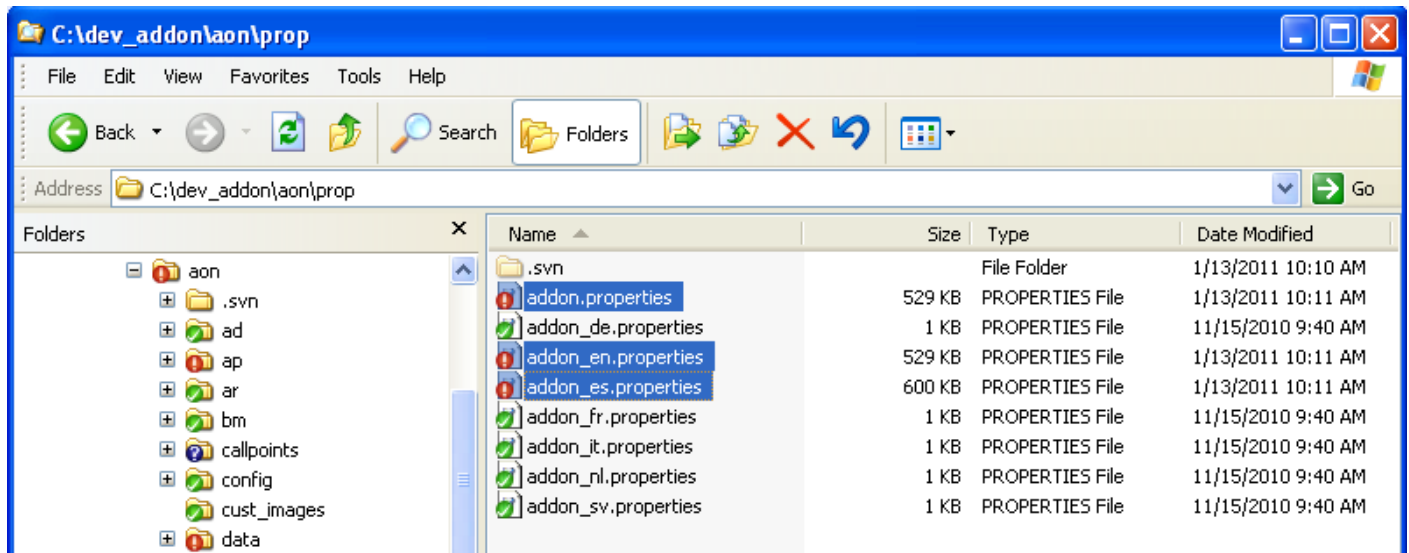 C:\dev_addon\aon\prop
File Edit View Favorites Tools Help
Back Search Folders
Address C:\dev_addon\aon\prop Go
Folders
aon
.svn
ad
ap
ar
bm
callpoints
config
cust_images
data
Name Size Type Date Modified
.svn File Folder 1/13/2011 10:10 AM
addon.properties 529 KB PROPERTIES File 1/13/2011 10:11 AM
addon_de.properties 1 KB PROPERTIES File 11/15/2010 9:40 AM
addon_en.properties 529 KB PROPERTIES File 1/13/2011 10:11 AM
addon_es.properties 600 KB PROPERTIES File 1/13/2011 10:11 AM
addon_fr.properties 1 KB PROPERTIES File 11/15/2010 9:40 AM
addon_it.properties 1 KB PROPERTIES File 11/15/2010 9:40 AM
addon_nl.properties 1 KB PROPERTIES File 11/15/2010 9:40 AM
addon_sv.properties 1 KB PROPERTIES File 11/15/2010 9:40 AM